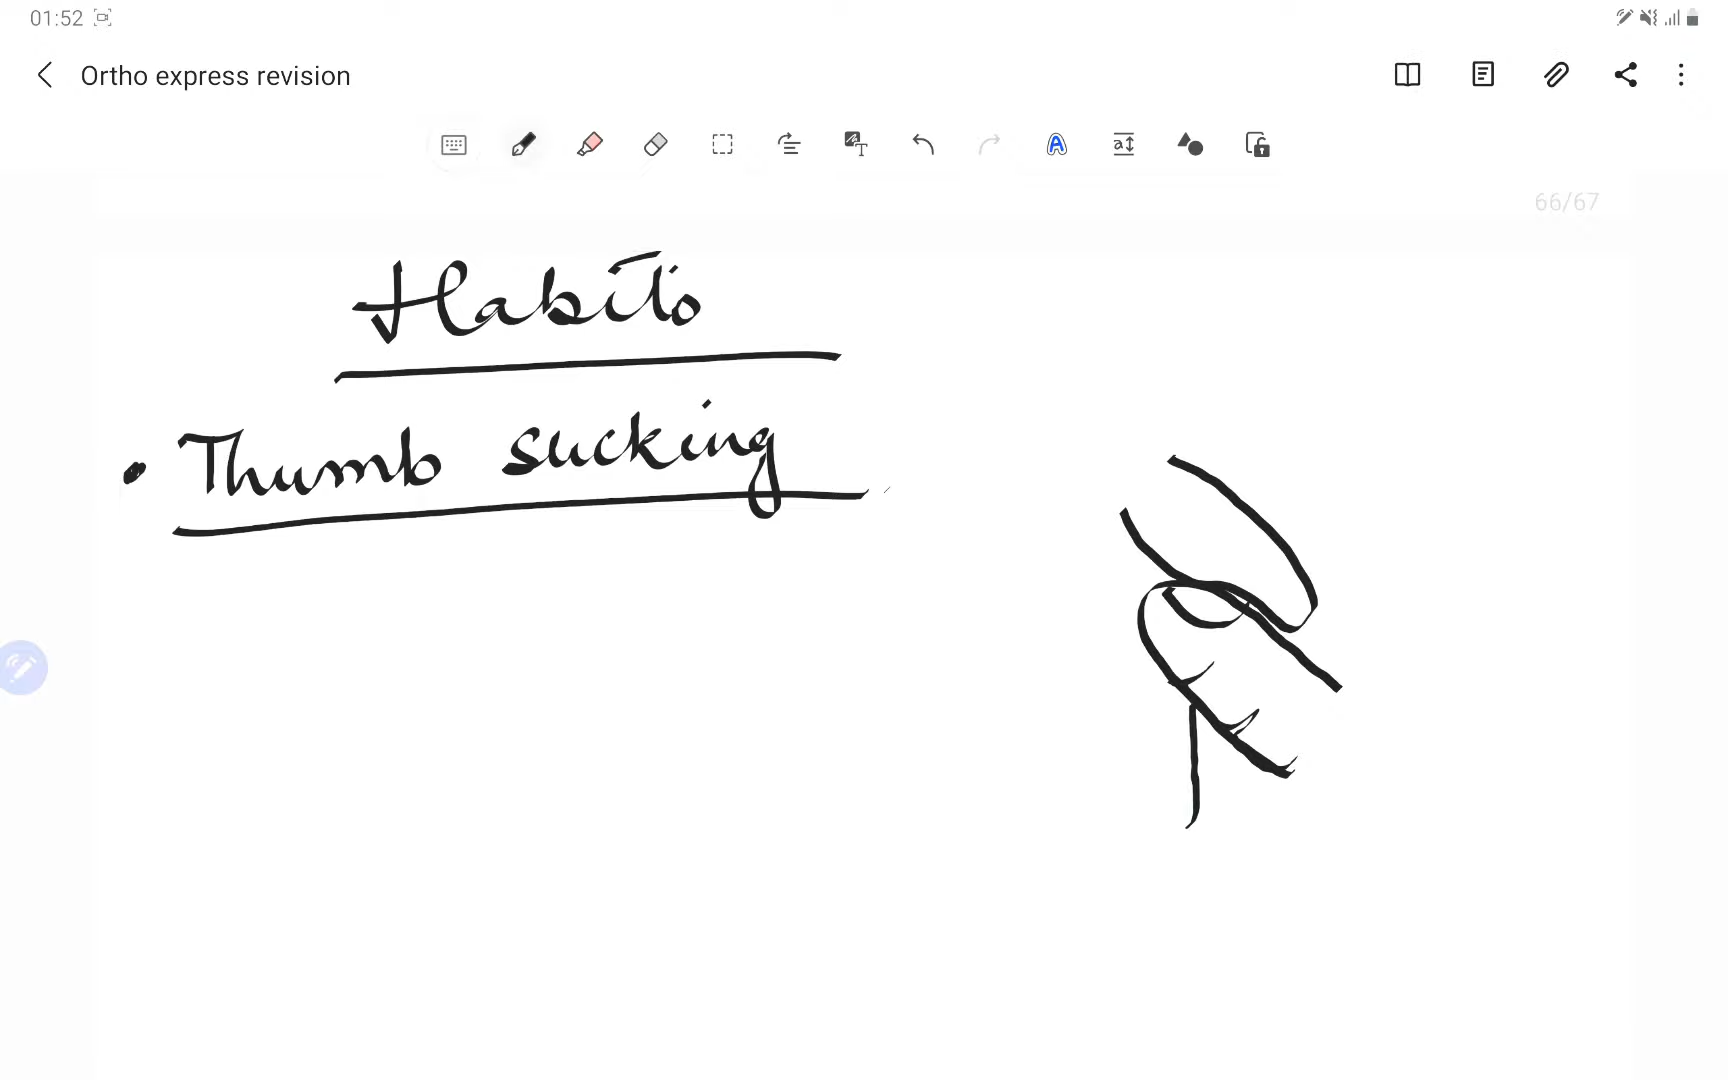 01:52
Ortho express revision
66/67
Habits
• Thumb sucking